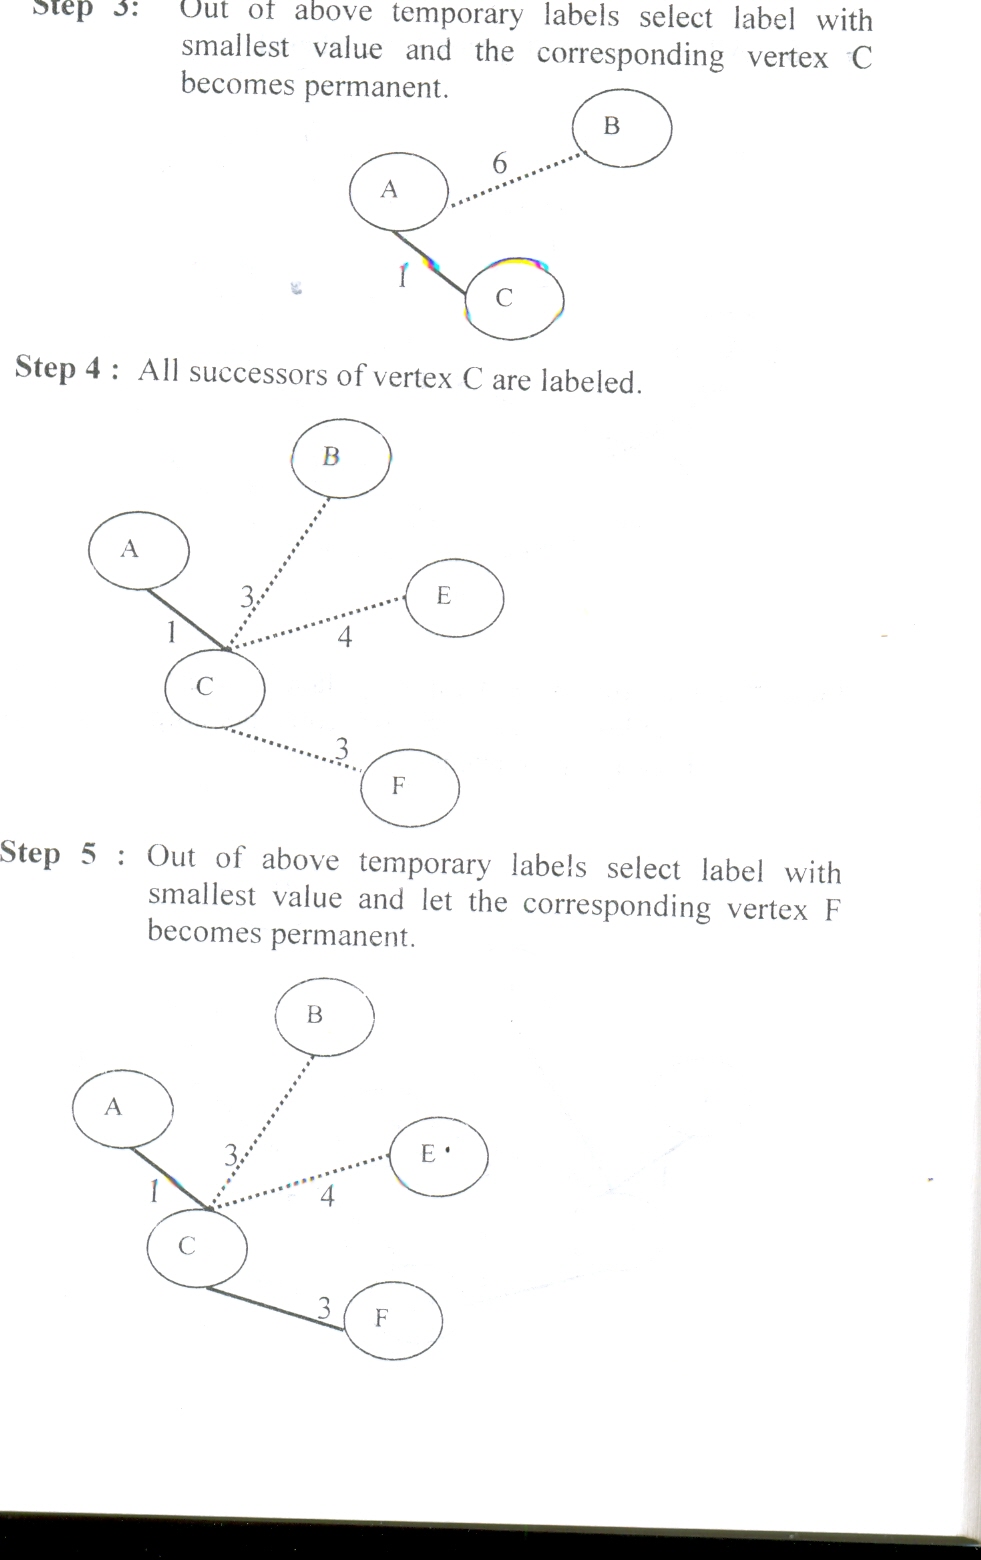 Step 3: Out of above temporary labels select label with
smallest value and the corresponding vertex C
becomes permanent.
B
6
A
1
C
Step 4 : All successors of vertex C are labeled.
B
A
E
3
1
4
C
3
F
Step 5 : Out of above temporary labels select label with
smallest value and let the corresponding vertex F
becomes permanent.
B
A
E
3
1
4
C
3
F